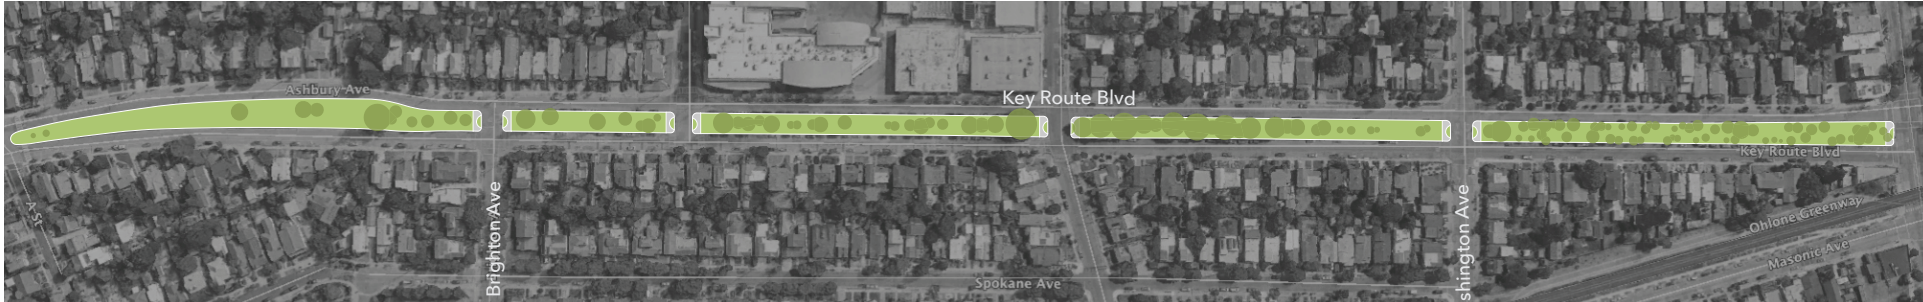 Ashbury Ave
Key Route Blvd
Key Route Blvd
A St
Brighton Ave
shington Ave
Ohlone Greenway
Masonic Ave
Spokane Ave